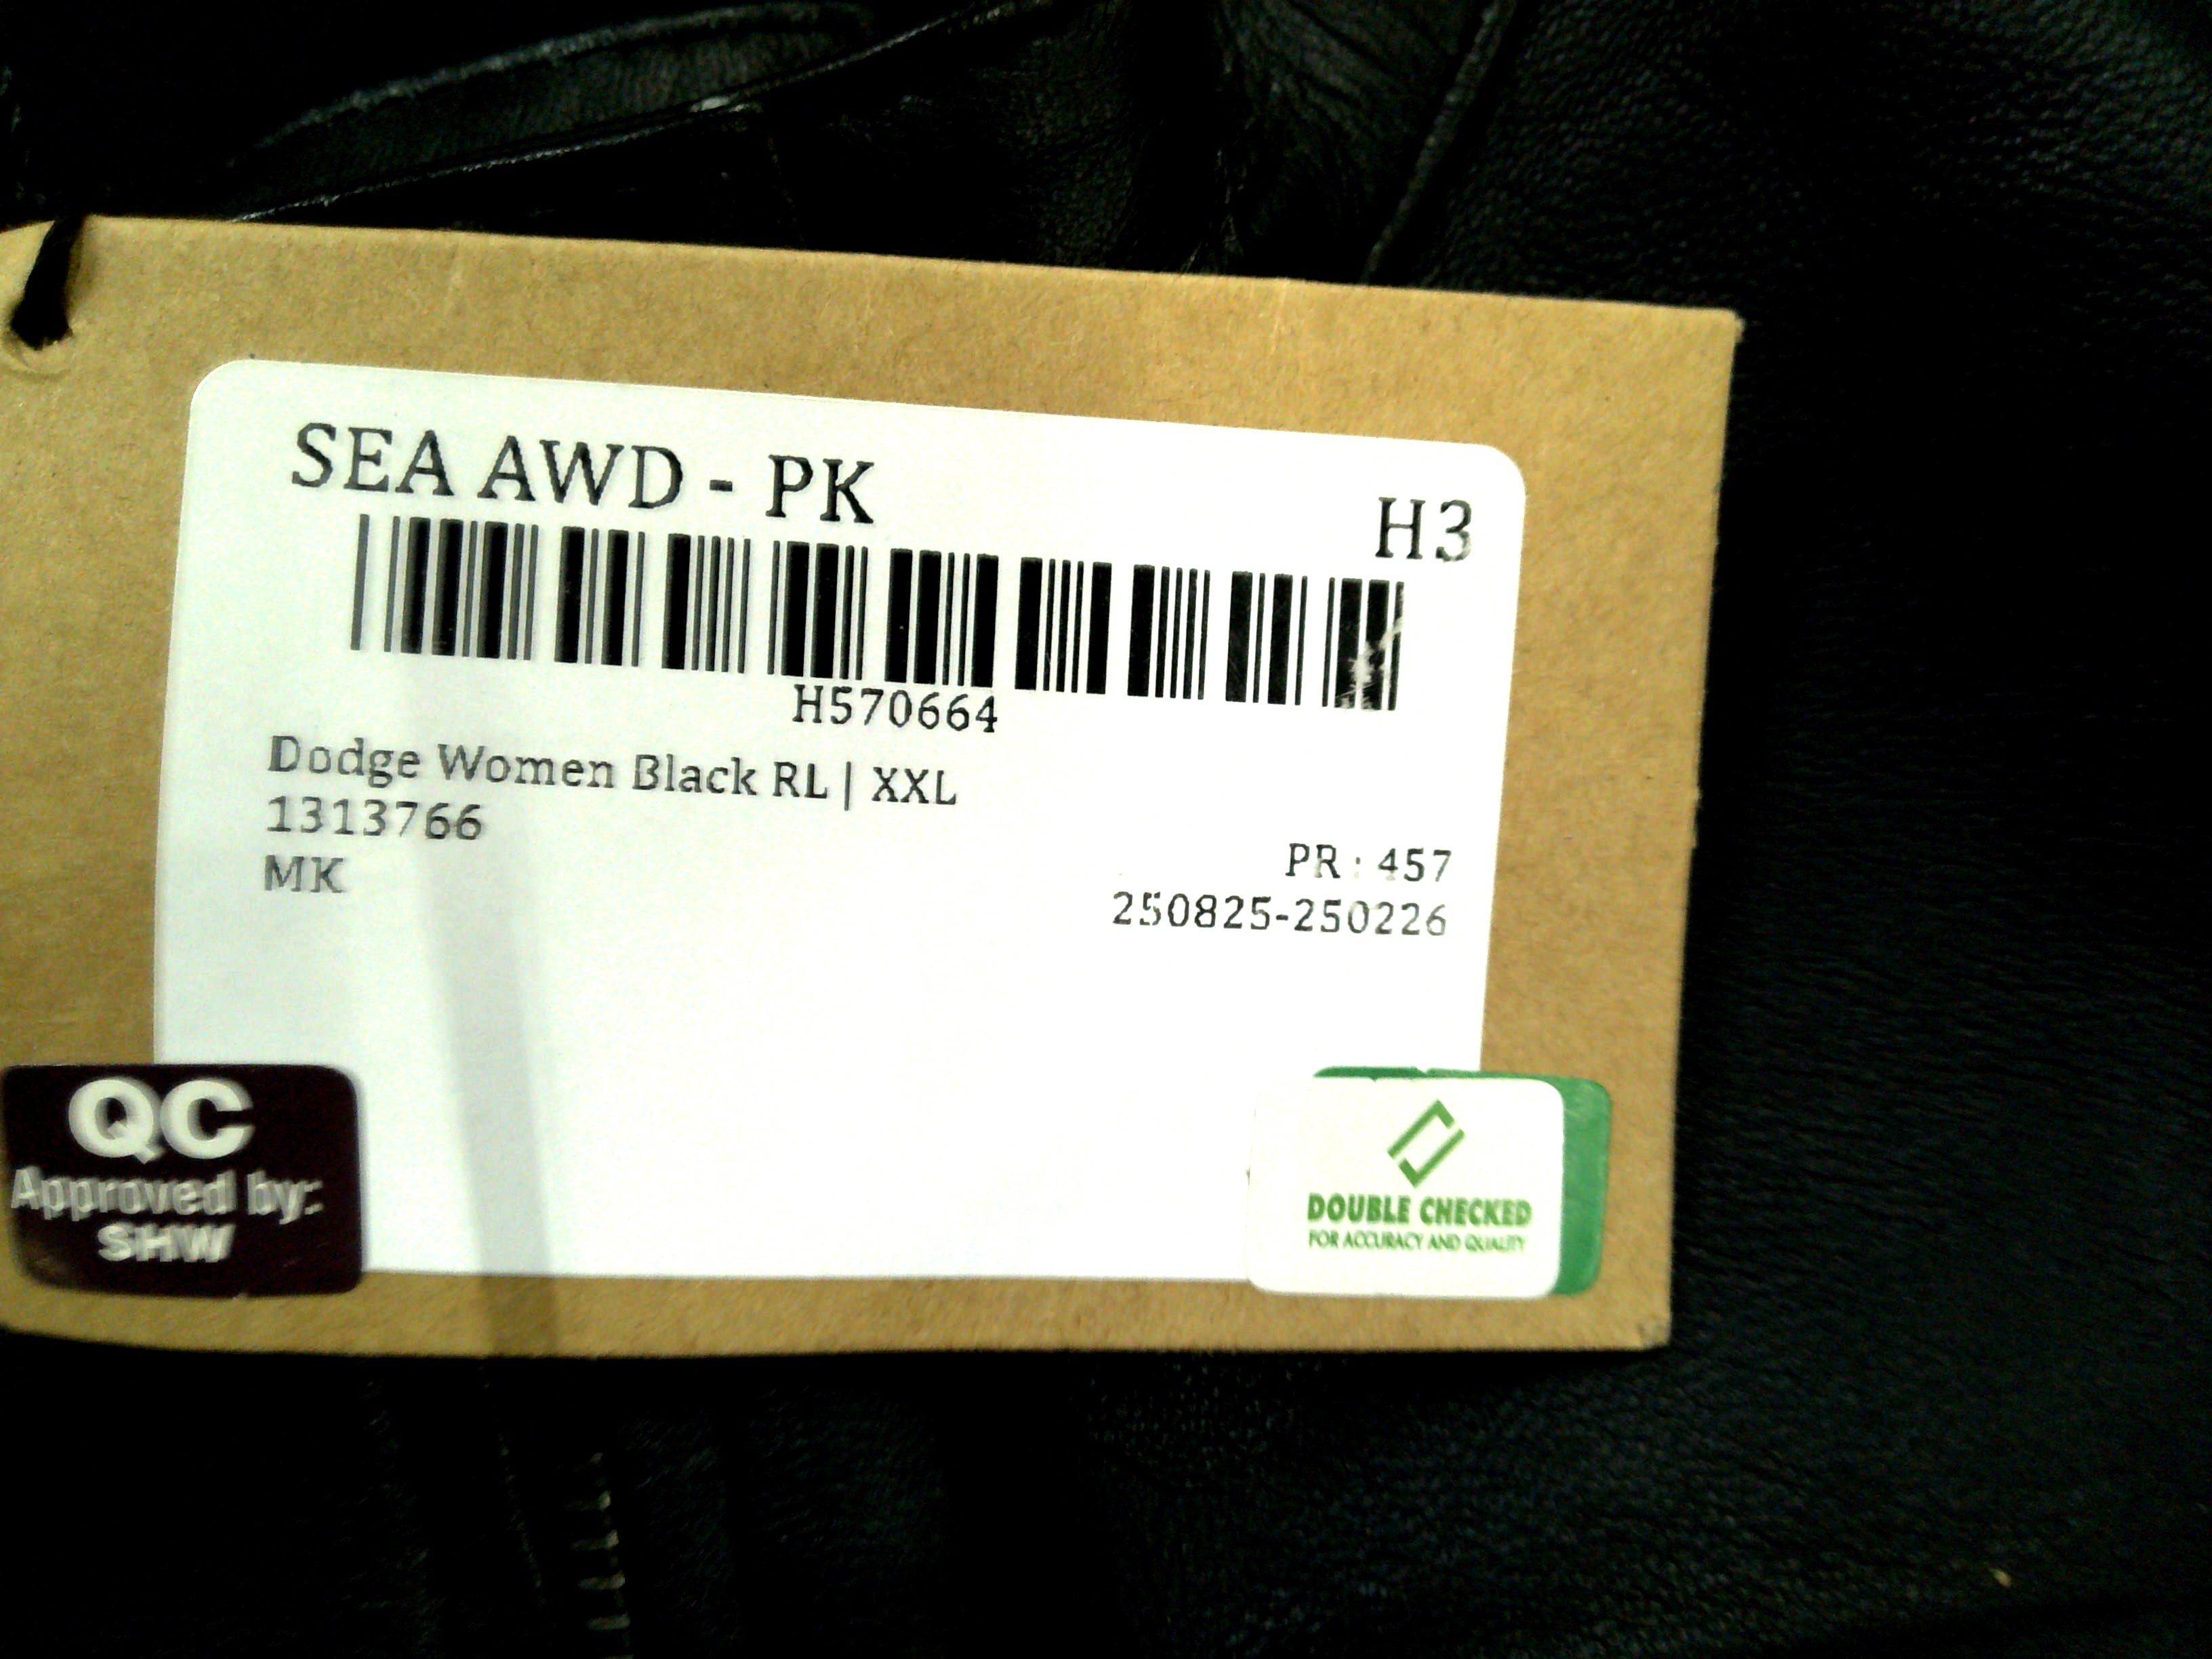 SEA AWD - PK
H3
H570664
Dodge Women Black RL | XXL
1313766
MK
PR : 457
250825-250226
QC
Approved by:
SHW
DOUBLE CHECKED
FOR ACCURACY AND QUALITY